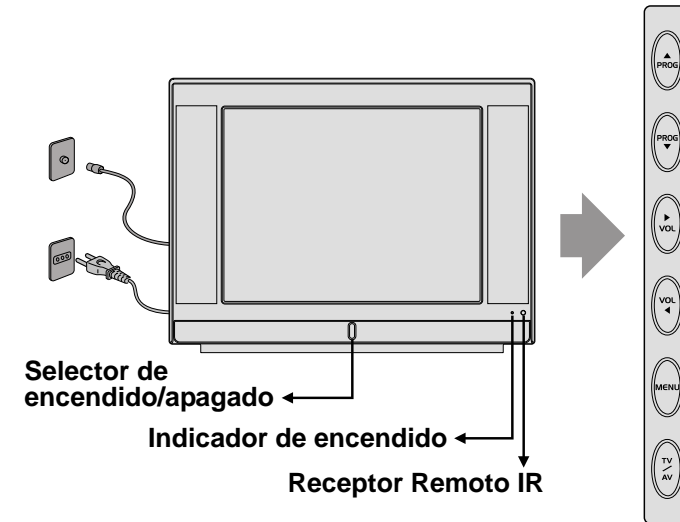 ▲
PROG
PROG
▼
►
VOL
VOL
◄
MENU
TV
AV
Selector de
encendido/apagado
Indicador de encendido
Receptor Remoto IR